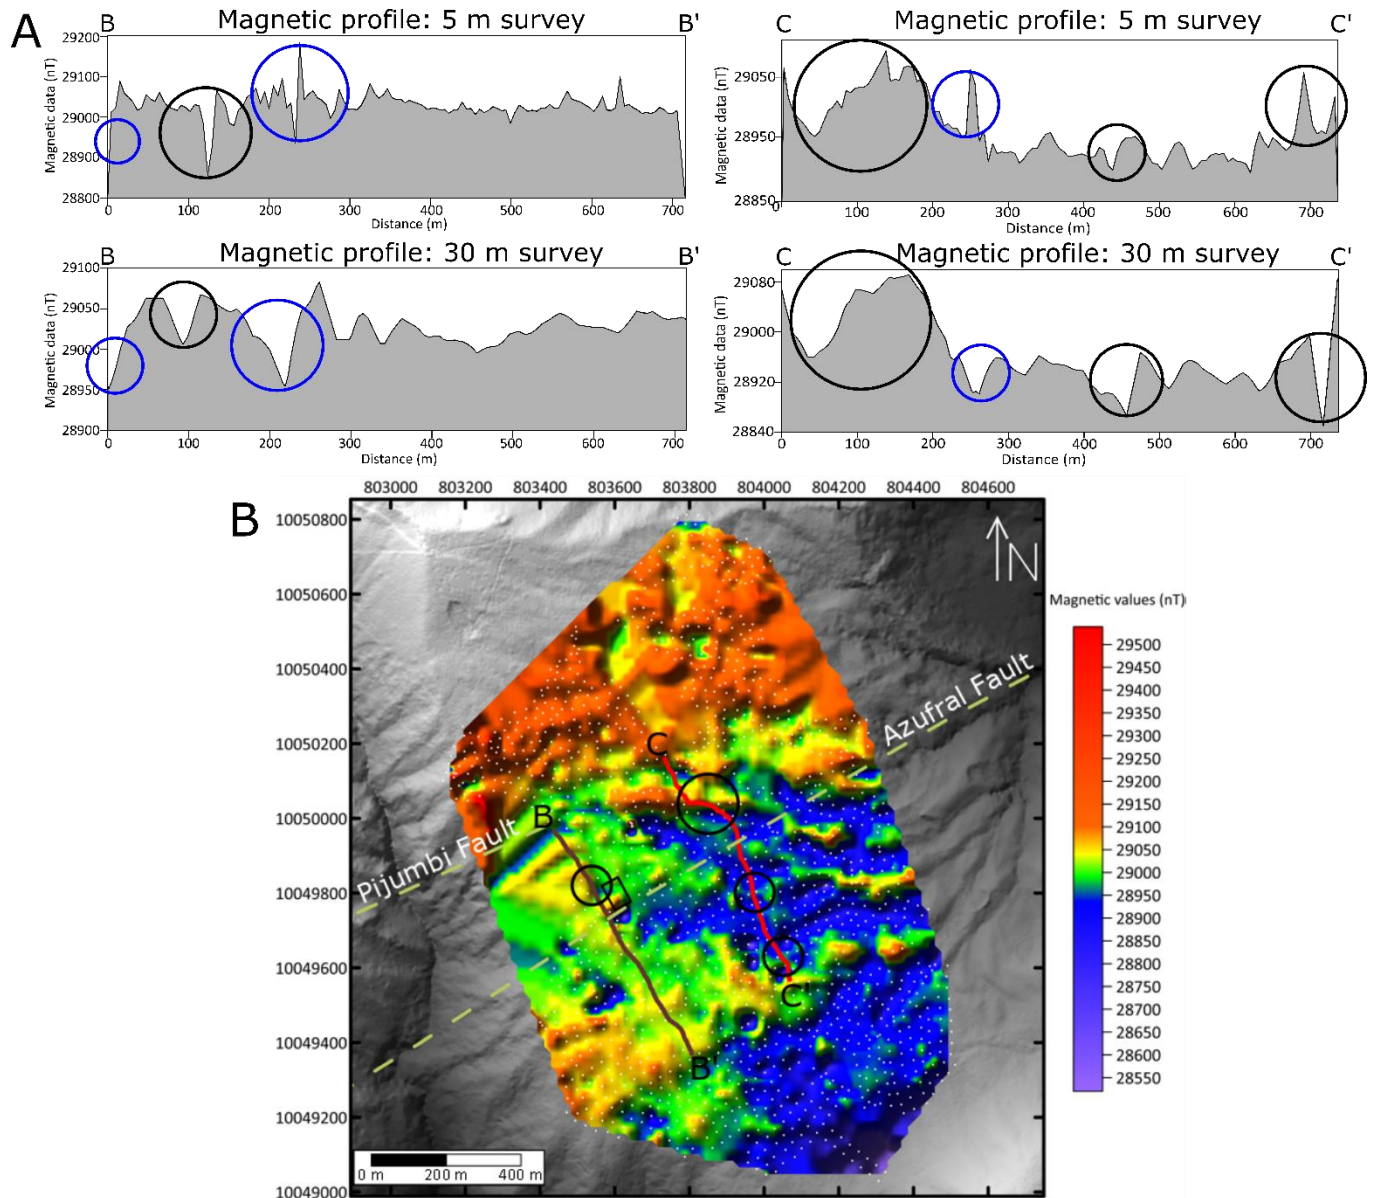 A
B Magnetic profile: 5 m survey B'
Magnetic data (nT)
29200
29100
29000
28900
28800
0 100 200 300 400 500 600 700
Distance (m)
C Magnetic profile: 5 m survey C'
Magnetic data (nT)
29050
28950
28850
0 100 200 300 400 500 600 700
Distance (m)
B Magnetic profile: 30 m survey B'
Magnetic data (nT)
29100
29050
29000
28950
28900
0 100 200 300 400 500 600 700
Distance (m)
C Magnetic profile: 30 m survey C'
Magnetic data (nT)
29080
29000
28920
28840
0 100 200 300 400 500 600 700
Distance (m)
B
803000 803200 803400 803600 803800 804000 804200 804400 804600
10050800
10050600
10050400
10050200
10050000
10049800
10049600
10049400
10049200
10049000
N
Azufral Fault
Pijumbi Fault
C
B
C'
B'
0 m 200 m 400 m
Magnetic values (nT)
29500
29450
29400
29350
29300
29250
29200
29150
29100
29050
29000
28950
28900
28850
28800
28750
28700
28650
28600
28550